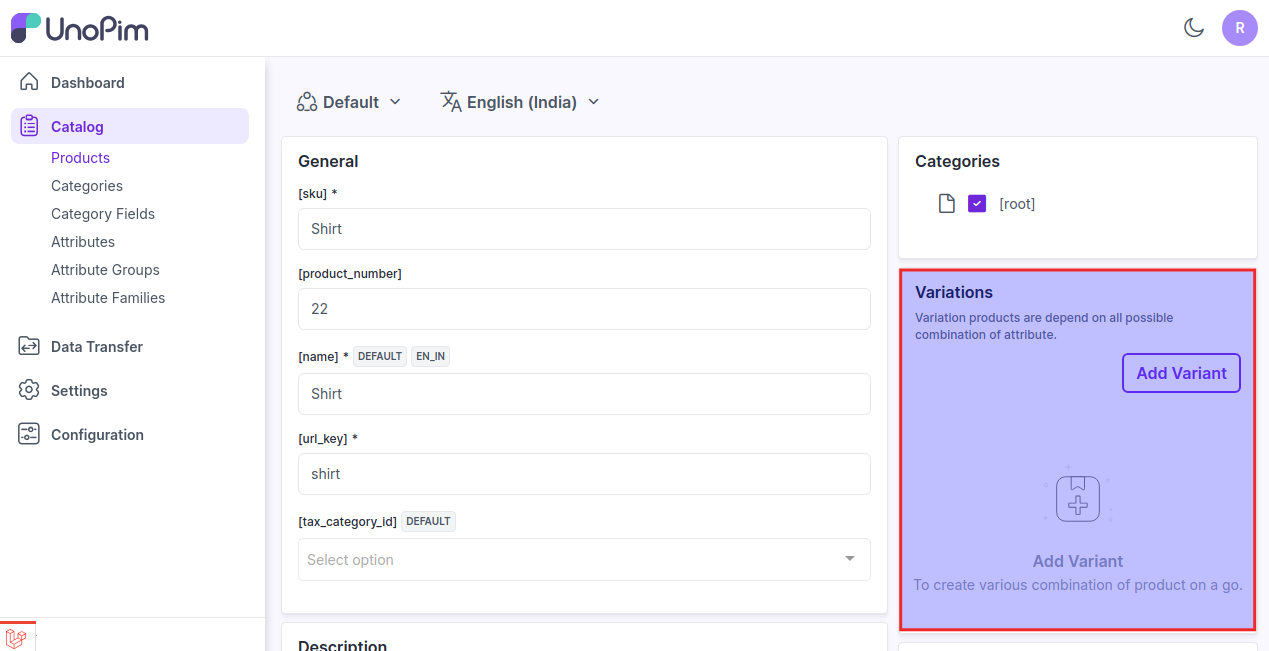 UnoPim
R
Dashboard
Catalog
Products
Categories
Category Fields
Attributes
Attribute Groups
Attribute Families
Data Transfer
Settings
Configuration
Default
English (India)
General
[sku] *
Shirt
[product_number]
22
[name] * DEFAULT EN_IN
Shirt
[url_key] *
shirt
[tax_category_id] DEFAULT
Select option
Description
Categories
[root]
Variations
Variation products are depend on all possible
combination of attribute.
Add Variant
Add Variant
To create various combination of product on a go.